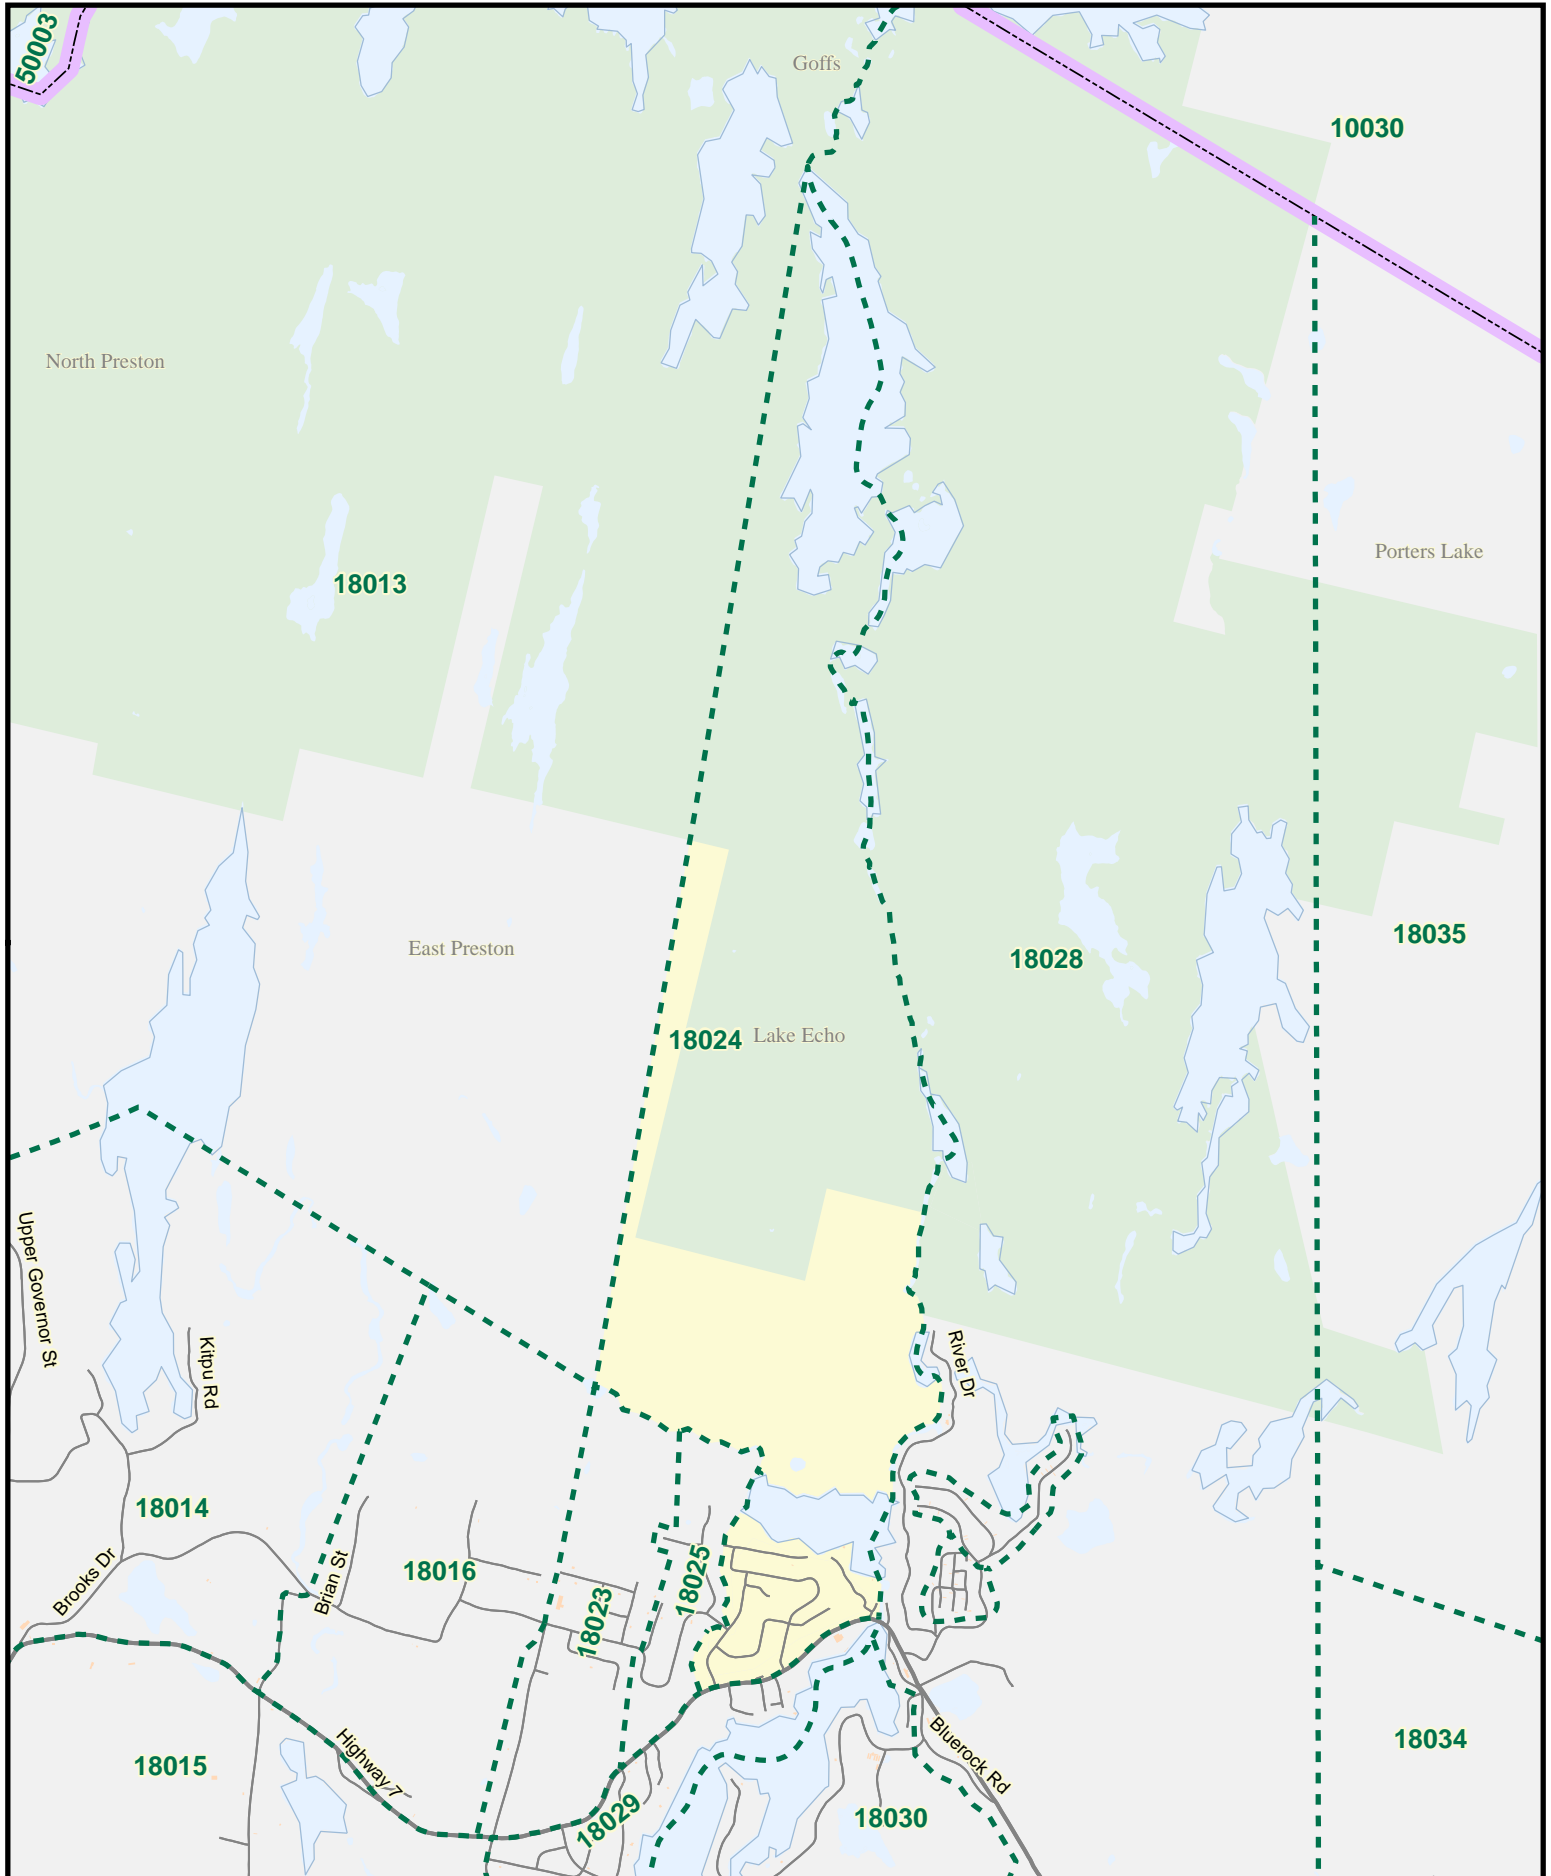 50003
Goffs
10030
North Preston
Porters Lake
18013
18035
East Preston
18028
18024
Lake Echo
Upper Governor St
Kitpu Rd
River Dr
18014
Brooks Dr
Brian St
18016
18023
18025
Highway 7
Bluerock Rd
18015
18034
18029
18030